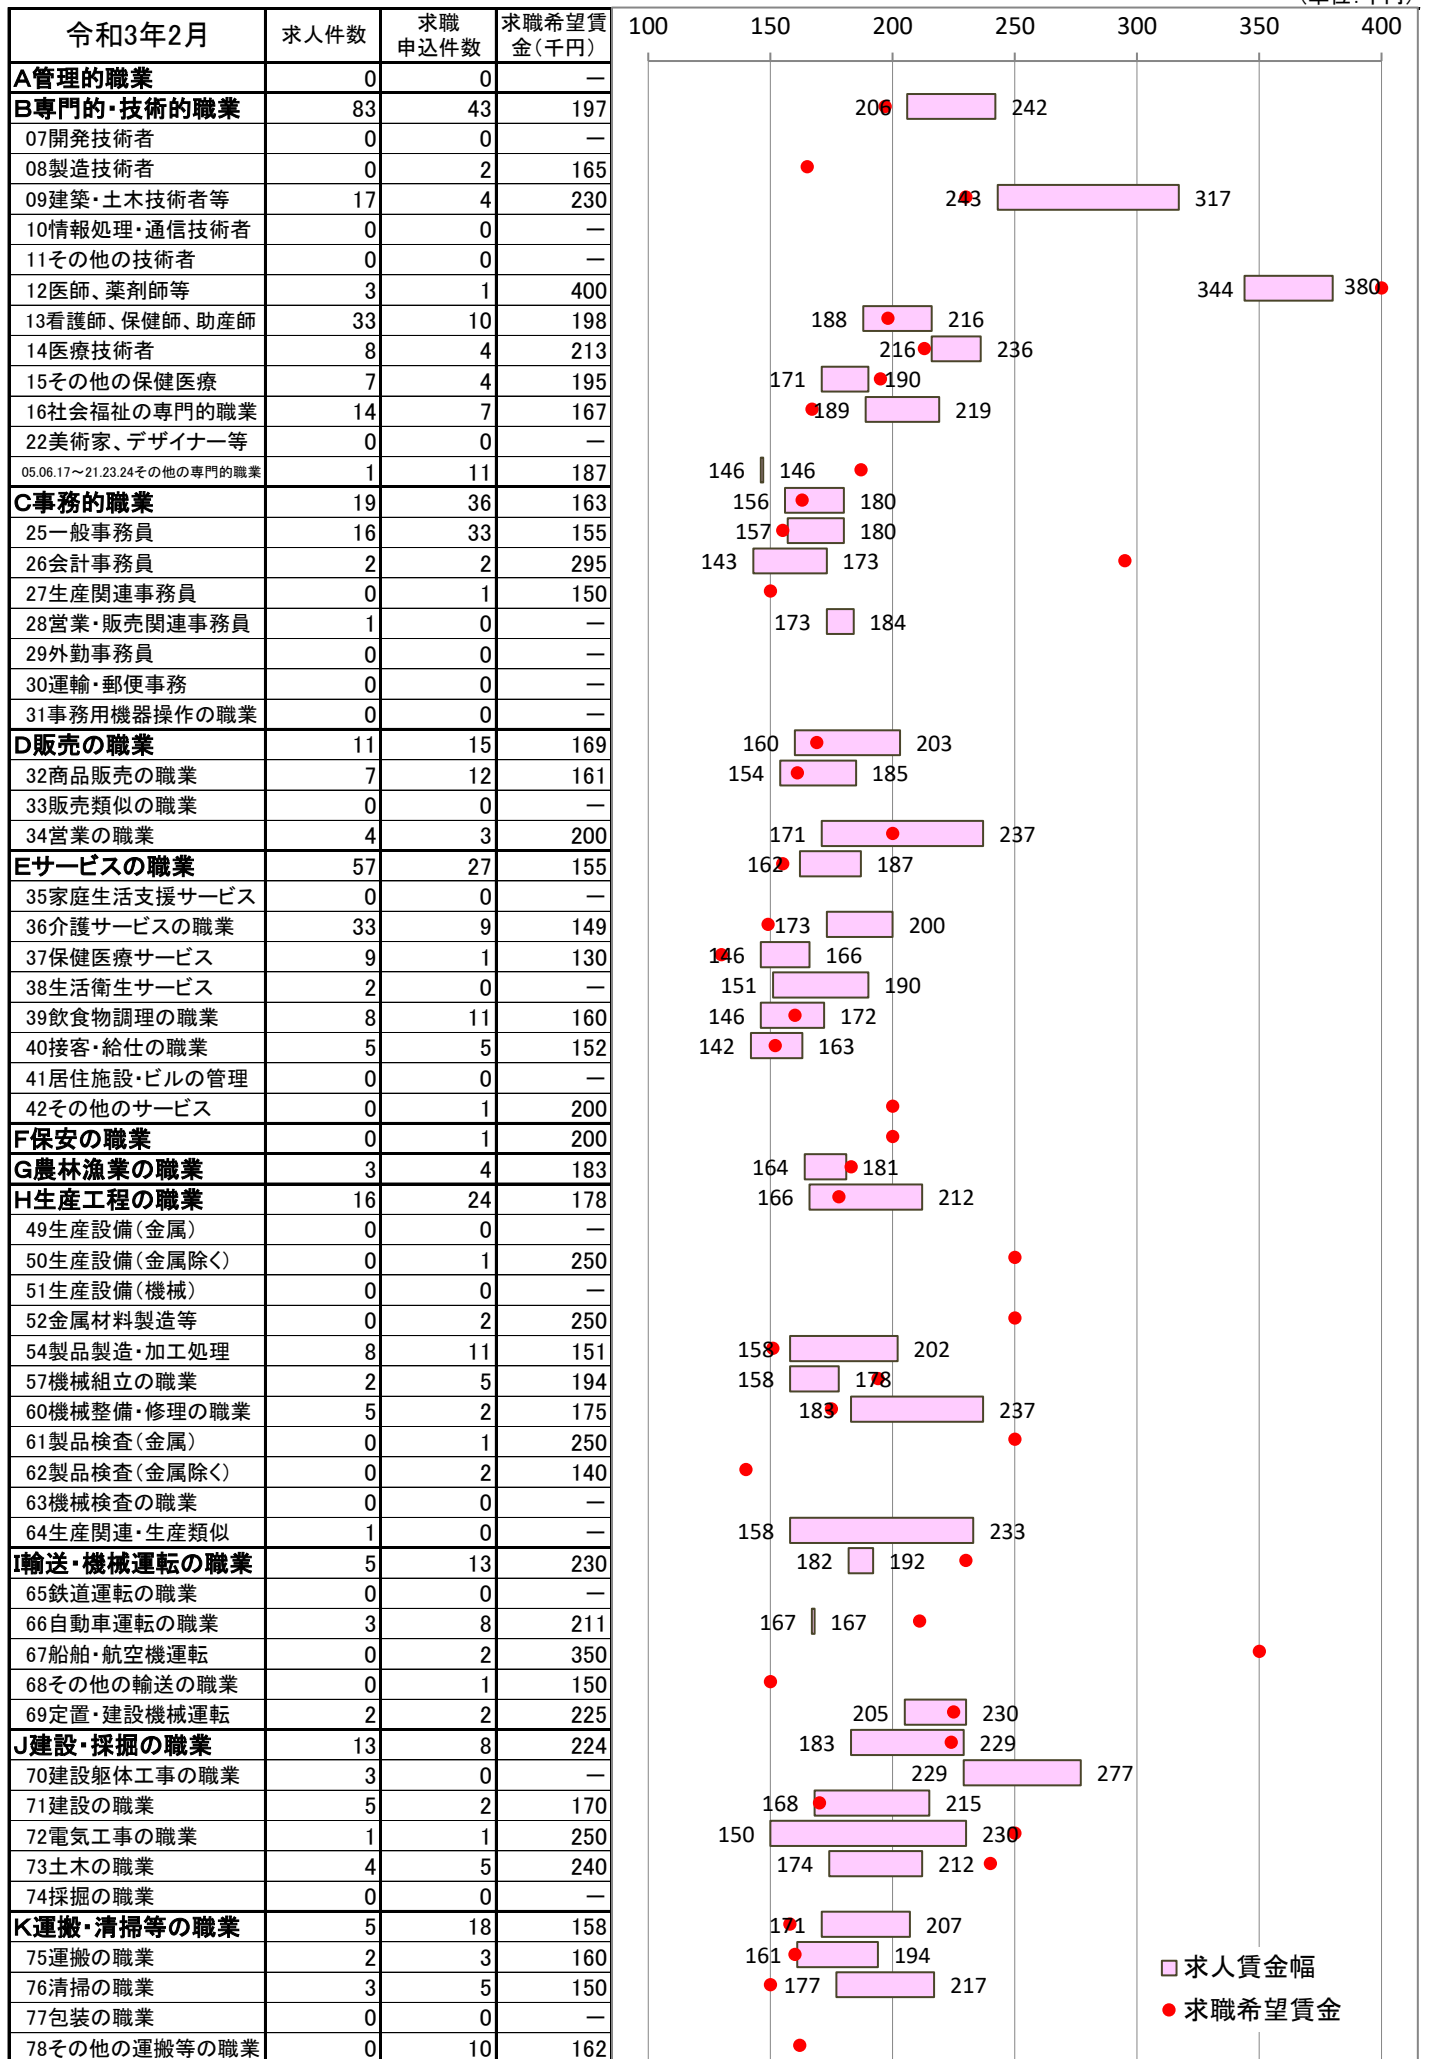 (単位:千円)
令和3年2月 求人件数 求職申込件数 求職希望賃金(千円) 100 150 200 250 300 350 400
A管理的職業 0 0 ―
B専門的・技術的職業 83 43 197 206 242
07開発技術者 0 0 ―
08製造技術者 0 2 165
09建築・土木技術者等 17 4 230 243 317
10情報処理・通信技術者 0 0 ―
11その他の技術者 0 0 ―
12医師、薬剤師等 3 1 400 344 380
13看護師、保健師、助産師 33 10 198 188 216
14医療技術者 8 4 213 216 236
15その他の保健医療 7 4 195 171 190
16社会福祉の専門的職業 14 7 167 189 219
22美術家、デザイナー等 0 0 ―
05.06.17～21.23.24その他の専門的職業 1 11 187 146 146
C事務的職業 19 36 163 156 180
25一般事務員 16 33 155 157 180
26会計事務員 2 2 295 143 173
27生産関連事務員 0 1 150
28営業・販売関連事務員 1 0 ― 173 184
29外勤事務員 0 0 ―
30運輸・郵便事務 0 0 ―
31事務用機器操作の職業 0 0 ―
D販売の職業 11 15 169 160 203
32商品販売の職業 7 12 161 154 185
33販売類似の職業 0 0 ―
34営業の職業 4 3 200 171 237
Eサービスの職業 57 27 155 162 187
35家庭生活支援サービス 0 0 ―
36介護サービスの職業 33 9 149 173 200
37保健医療サービス 9 1 130 146 166
38生活衛生サービス 2 0 ― 151 190
39飲食物調理の職業 8 11 160 146 172
40接客・給仕の職業 5 5 152 142 163
41居住施設・ビルの管理 0 0 ―
42その他のサービス 0 1 200
F保安の職業 0 1 200
G農林漁業の職業 3 4 183 164 181
H生産工程の職業 16 24 178 166 212
49生産設備(金属) 0 0 ―
50生産設備(金属除く) 0 1 250
51生産設備(機械) 0 0 ―
52金属材料製造等 0 2 250
54製品製造・加工処理 8 11 151 158 202
57機械組立の職業 2 5 194 158 178
60機械整備・修理の職業 5 2 175 183 237
61製品検査(金属) 0 1 250
62製品検査(金属除く) 0 2 140
63機械検査の職業 0 0 ―
64生産関連・生産類似 1 0 ― 158 233
I輸送・機械運転の職業 5 13 230 182 192
65鉄道運転の職業 0 0 ―
66自動車運転の職業 3 8 211 167 167
67船舶・航空機運転 0 2 350
68その他の輸送の職業 0 1 150
69定置・建設機械運転 2 2 225 205 230
J建設・採掘の職業 13 8 224 183 229
70建設躯体工事の職業 3 0 ― 229 277
71建設の職業 5 2 170 168 215
72電気工事の職業 1 1 250 150 230
73土木の職業 4 5 240 174 212
74採掘の職業 0 0 ―
K運搬・清掃等の職業 5 18 158 171 207
75運搬の職業 2 3 160 161 194
求人賃金幅
76清掃の職業 3 5 150 177 217
求職希望賃金
77包装の職業 0 0 ―
78その他の運搬等の職業 0 10 162